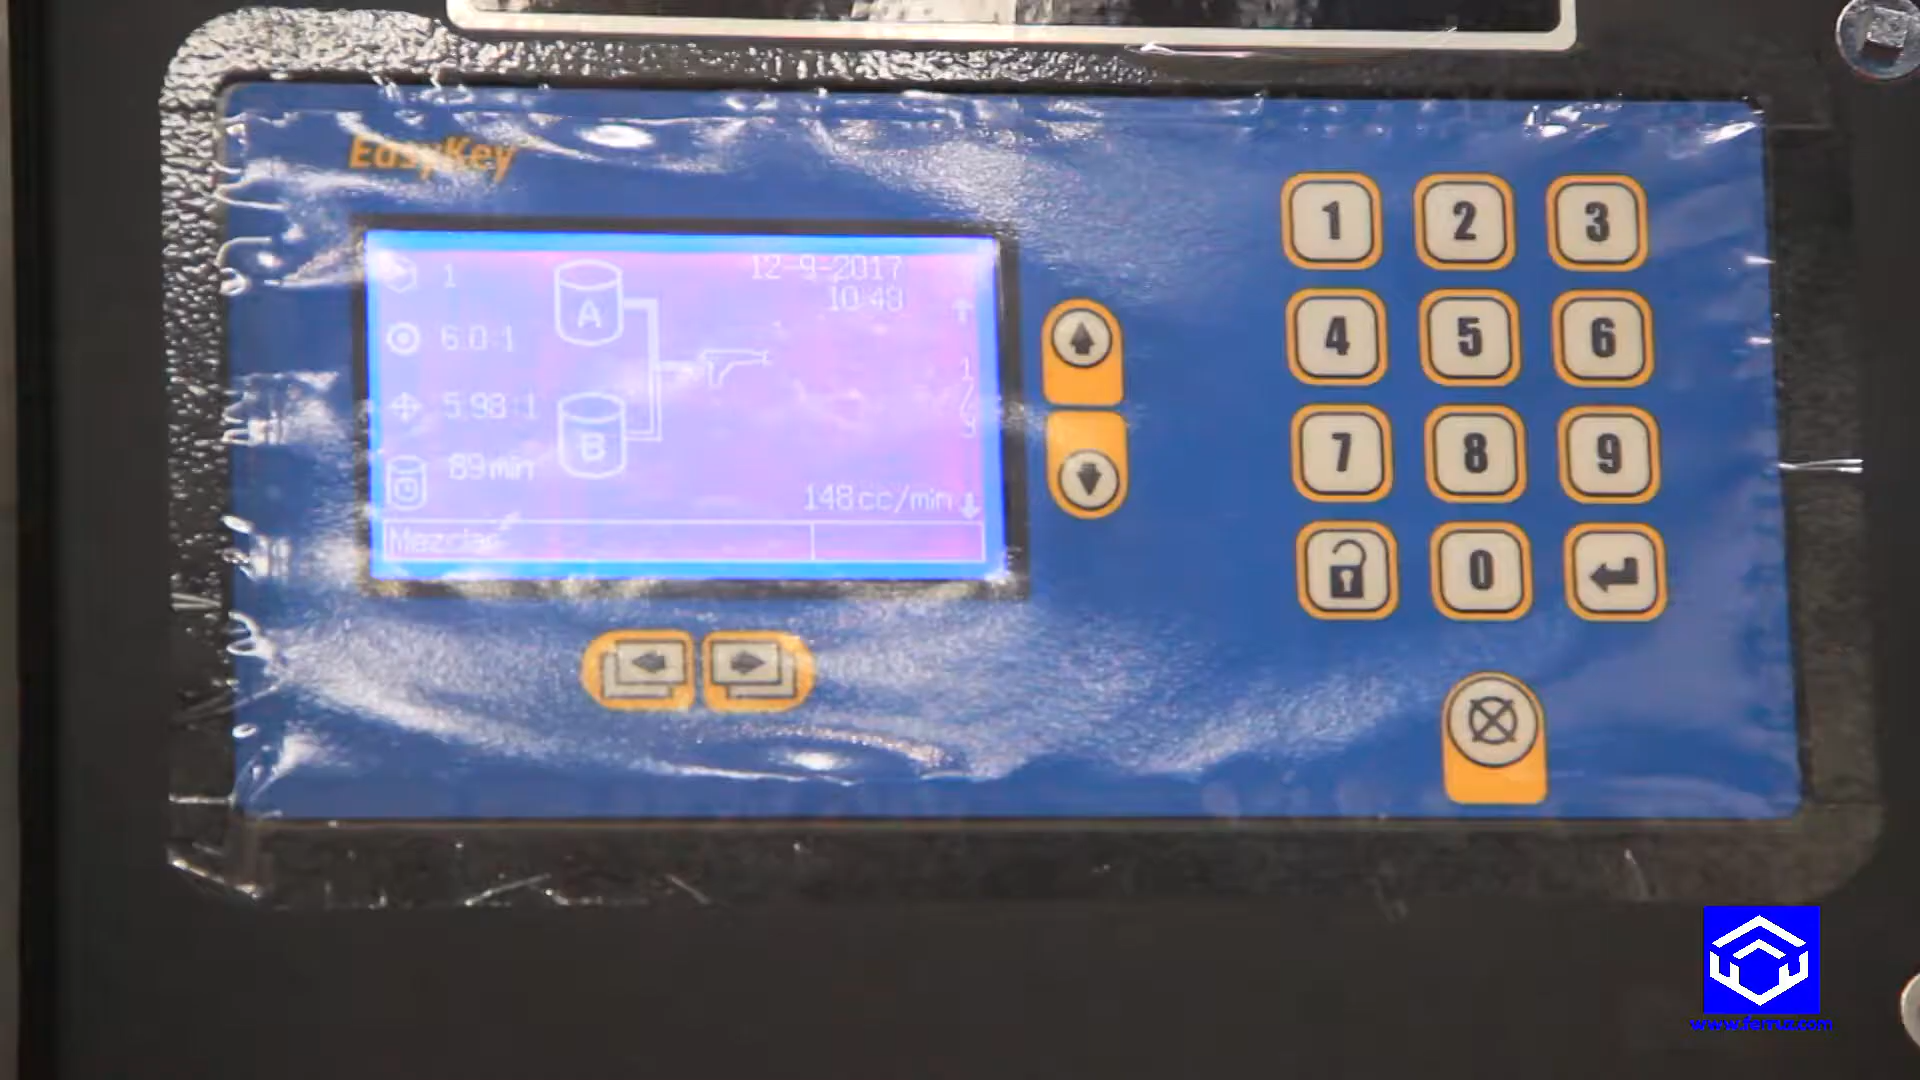 EasyKey
1
12-9-2017
10:48
6.0:1
A
5.98:1
B
89min
148cc/min
Mezclar
1 2 3
4 5 6
7 8 9
0
www.ferruz.com